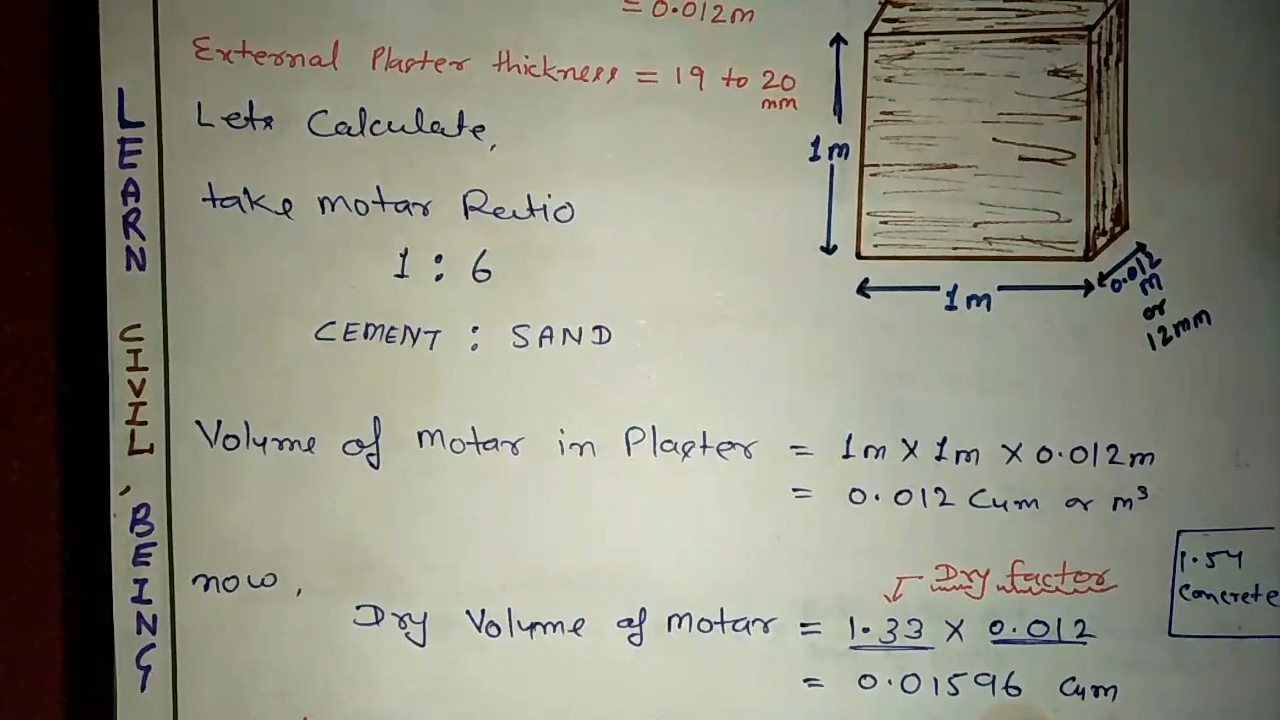 = 0.012m
External Plaster thickness = 19 to 20 mm
Lets Calculate,
take motar Ratio
1 : 6
CEMENT : SAND
1m
1m
0.012 m or 12mm
Volume of motar in Plaster = 1m X 1m X 0.012m
= 0.012 Cum or m³
now,
Dry factor
Dry Volume of motar = 1.33 X 0.012
= 0.01596 Cum
1.54
Concrete
LEARN CIVIL, BEING